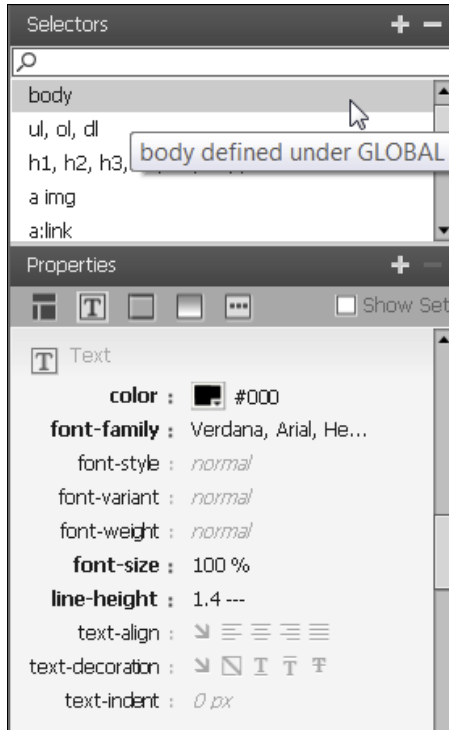 Selectors
body
ul, ol, dl
body defined under GLOBAL
h1, h2, h3,
a img
a:link
Properties
Show Set
Text
color : #000
font-family : Verdana, Arial, He...
font-style : normal
font-variant : normal
font-weight : normal
font-size : 100 %
line-height : 1.4 ---
text-align :
text-decoration :
text-indent : 0 px